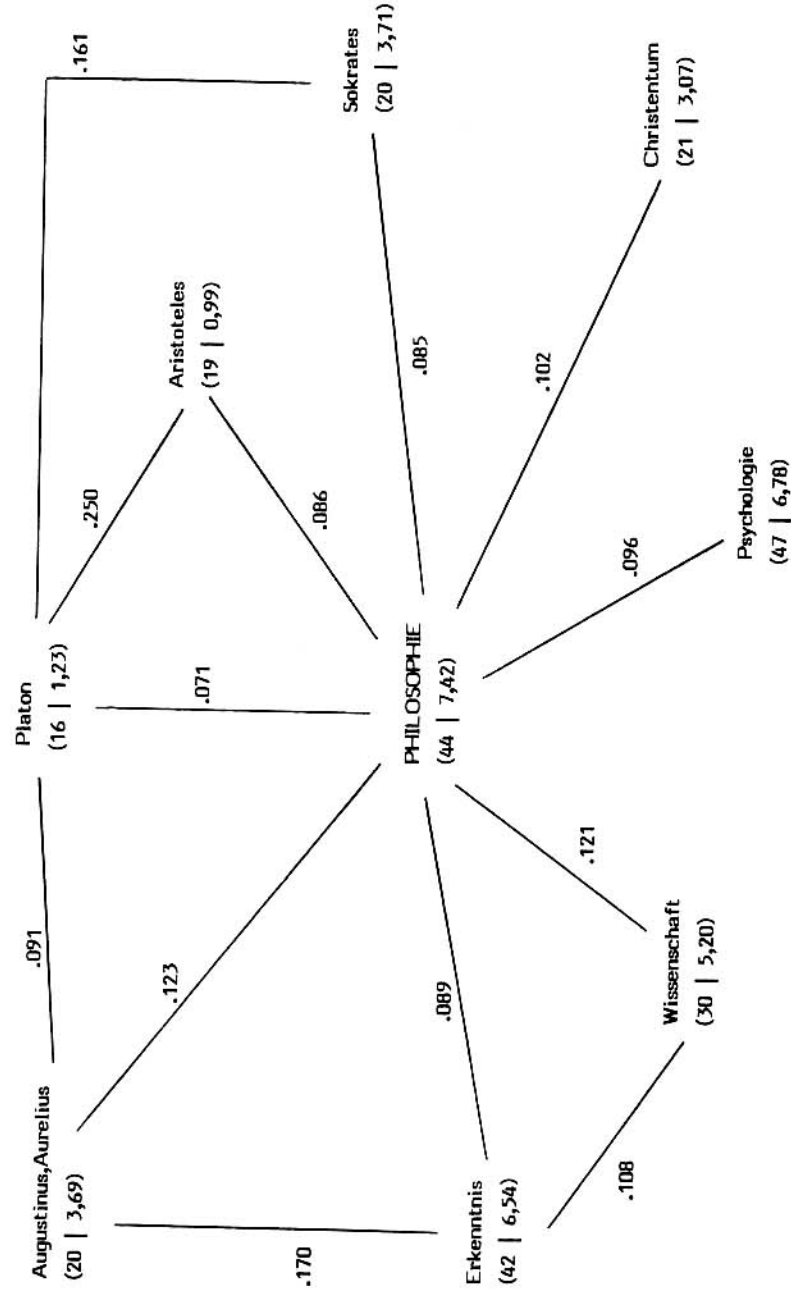 .161
Platon
(16 | 1,23)
Sokrates
(20 | 3,71)
.091
.250
Aristoteles
(19 | 0,99)
Augustinus,Aurelius
(20 | 3,69)
.123
.071
.086
.085
.170
PHILOSOPHIE
(44 | 7,42)
.089
.102
Christentum
(21 | 3,07)
Erkenntnis
(42 | 6,54)
.121
.096
.108
Wissenschaft
(30 | 5,20)
Psychologie
(47 | 6,78)